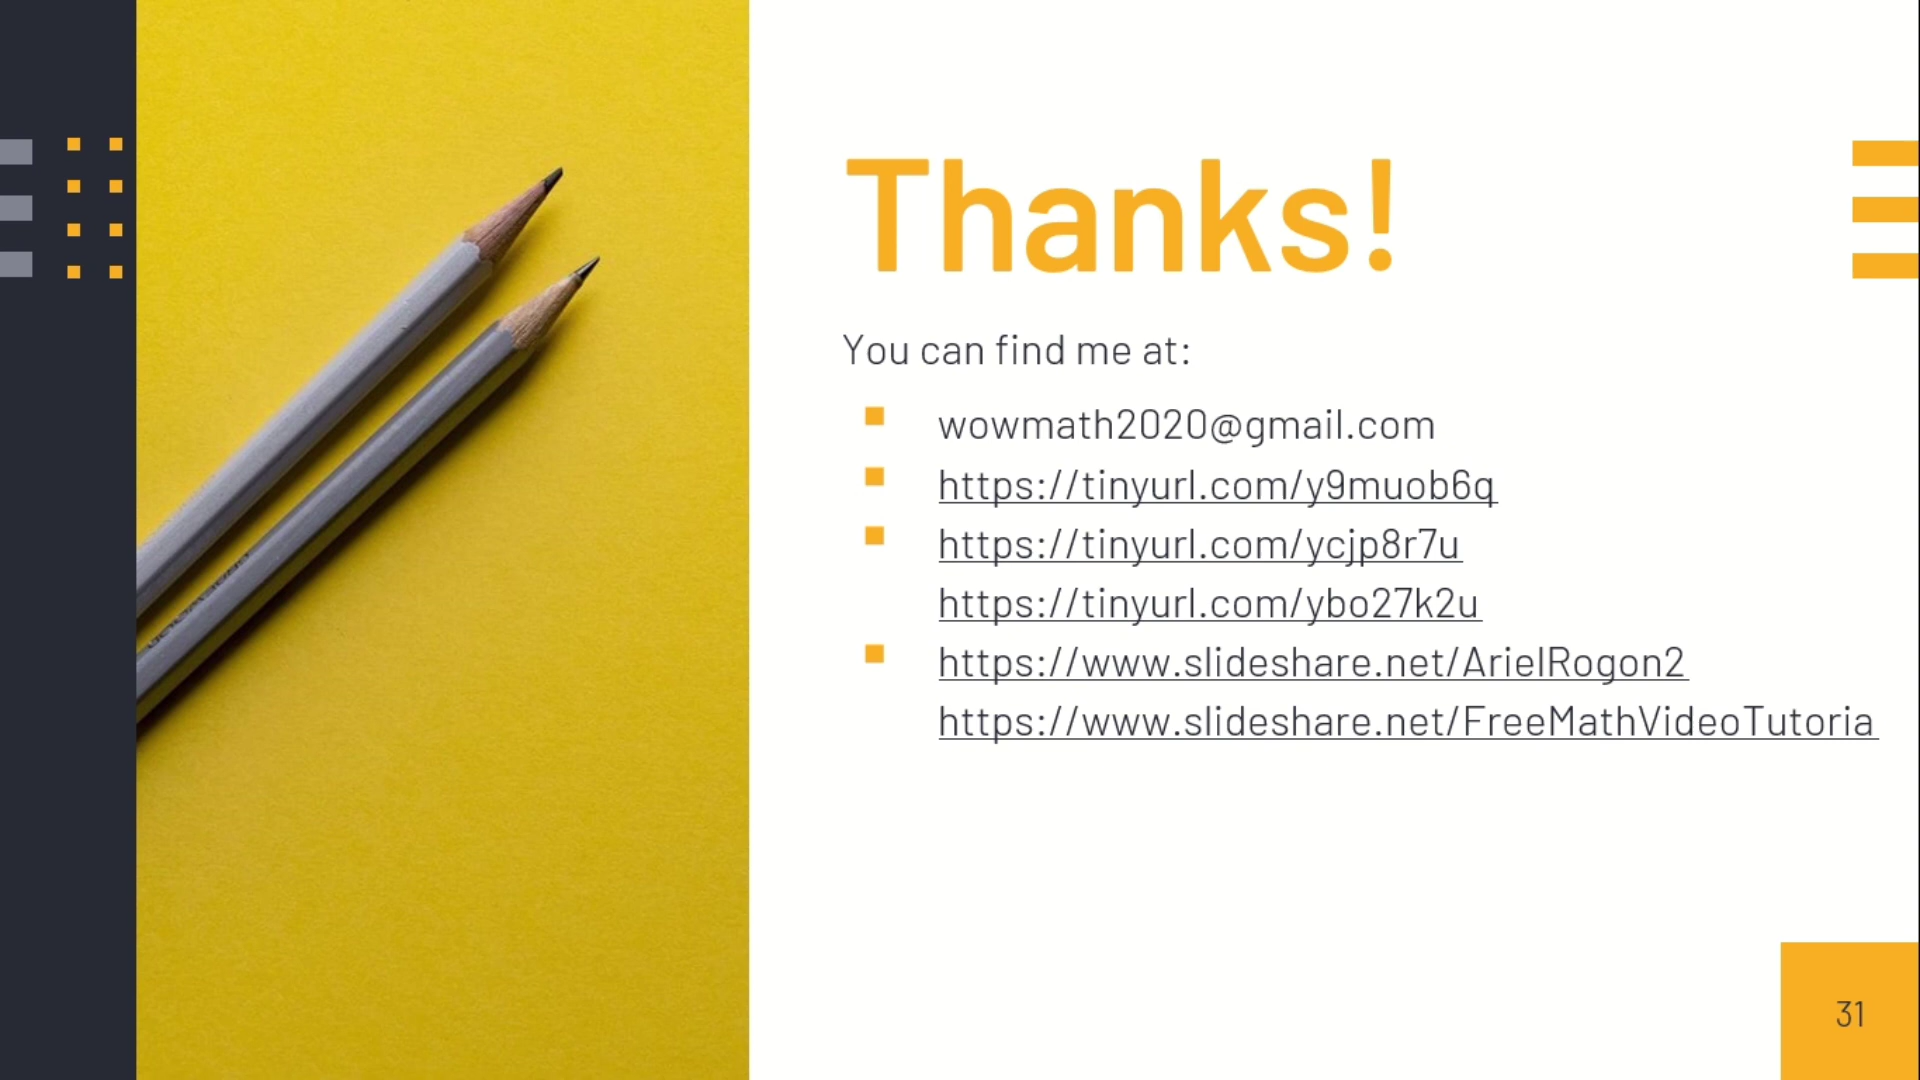 Thanks!
You can find me at:
wowmath2020@gmail.com
https://tinyurl.com/y9muob6q
https://tinyurl.com/ycjp8r7u
https://tinyurl.com/ybo27k2u
https://www.slideshare.net/ArielRogon2
https://www.slideshare.net/FreeMathVideoTutoria
31